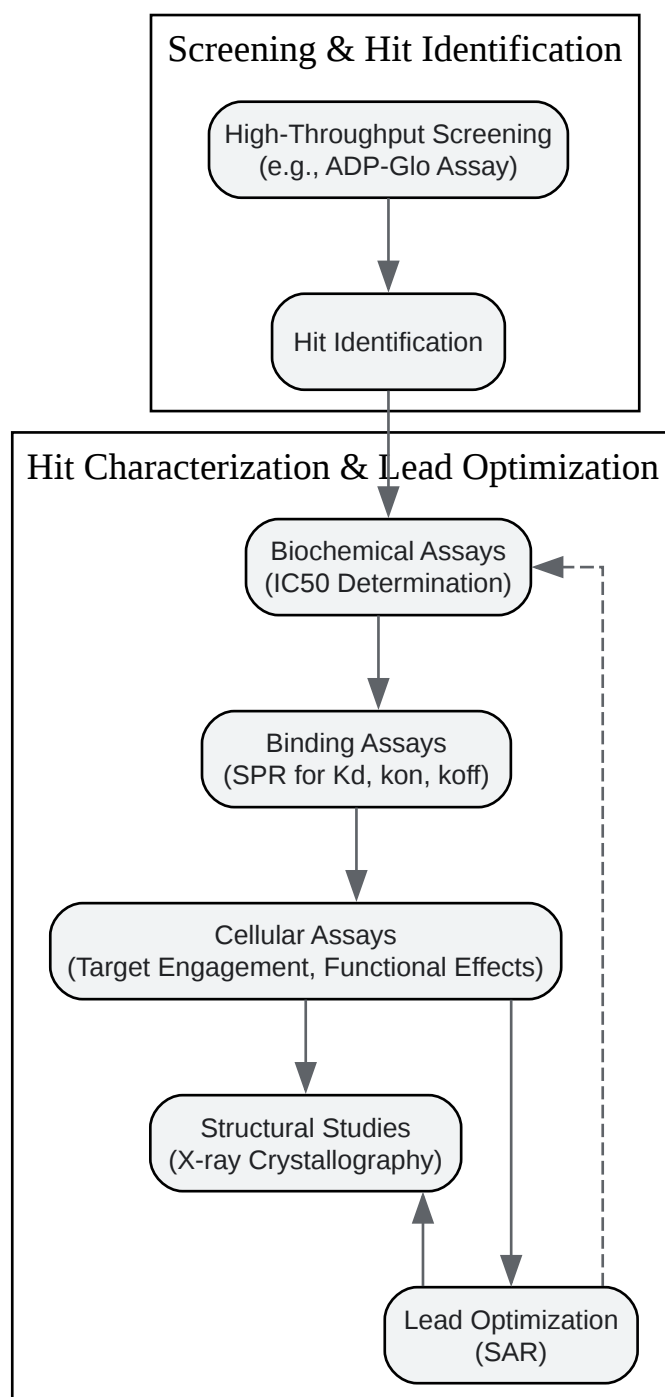 Screening & Hit Identification
High-Throughput Screening
(e.g., ADP-Glo Assay)
Hit Identification
Hit Characterization & Lead Optimization
Biochemical Assays
(IC50 Determination)
Binding Assays
(SPR for Kd, kon, koff)
Cellular Assays
(Target Engagement, Functional Effects)
Structural Studies
(X-ray Crystallography)
Lead Optimization
(SAR)